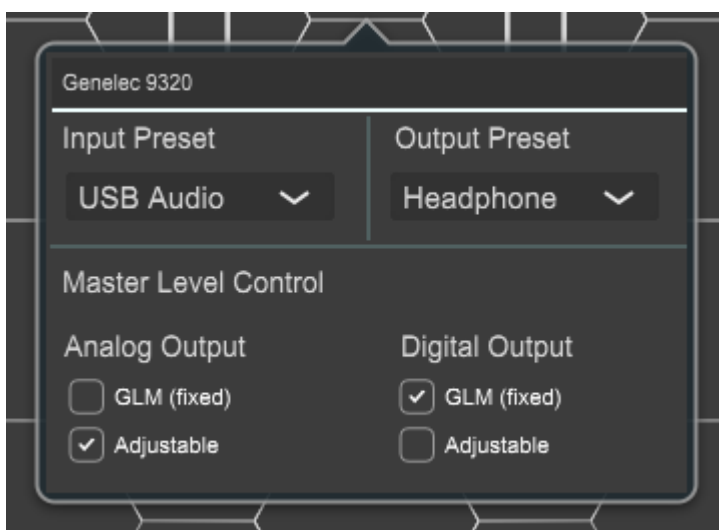 Genelec 9320
Input Preset
Output Preset
USB Audio
Headphone
Master Level Control
Analog Output
Digital Output
GLM (fixed)
GLM (fixed)
Adjustable
Adjustable